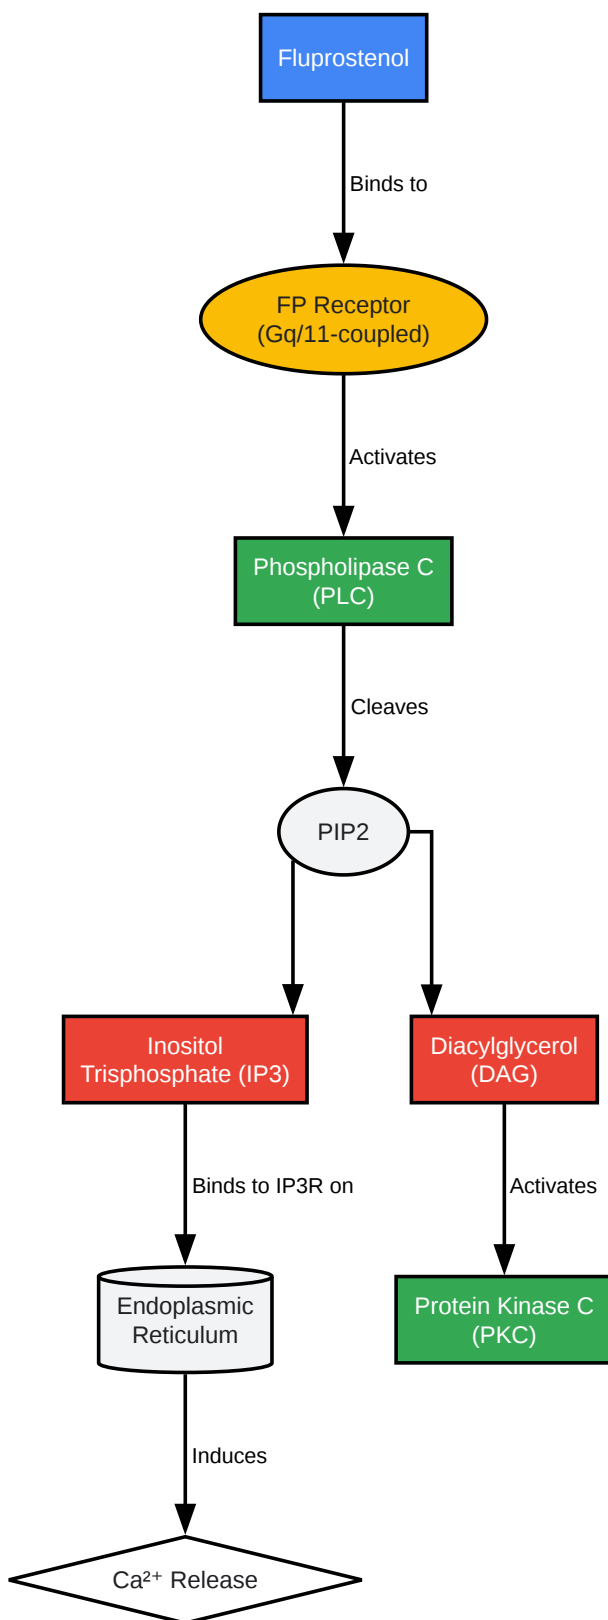 Fluprostenol
Binds to
FP Receptor
(Gq/11-coupled)
Activates
Phospholipase C
(PLC)
Cleaves
PIP2
Inositol
Trisphosphate (IP3)
Diacylglycerol
(DAG)
Binds to IP3R on
Activates
Endoplasmic
Reticulum
Protein Kinase C
(PKC)
Induces
Ca²⁺ Release